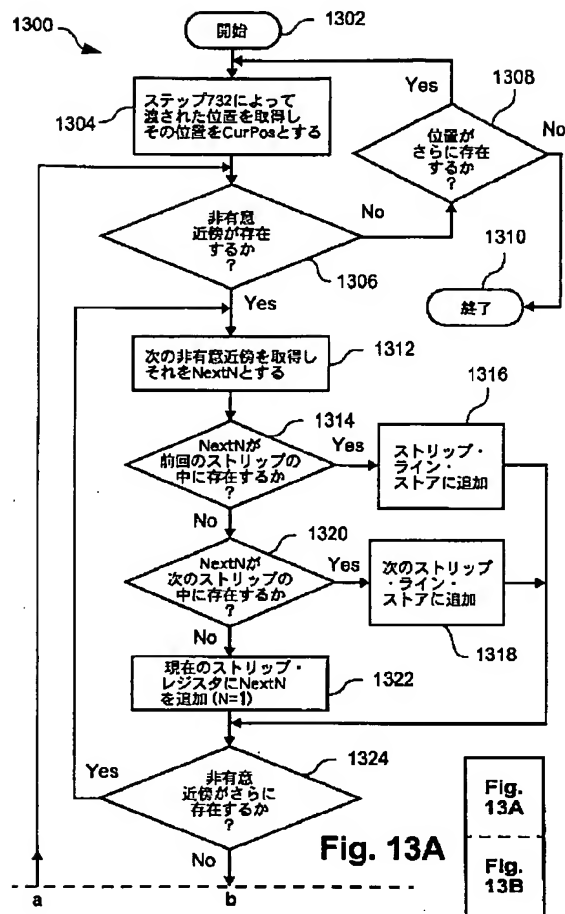 1300
開始
1302
ステップ732によって
渡された位置を取得し
その位置をCurPosとする
1304
Yes
1308
位置が
さらに存在
するか
?
No
非有意
近傍が存在
するか
?
No
1306
1310
終了
Yes
次の非有意近傍を取得し
それをNextNとする
1312
1314
NextNが
前回のストリップの
中に存在するか
?
Yes
1316
ストリップ・
ライン・
ストアに追加
No
1320
NextNが
次のストリップの
中に存在するか
?
Yes
次のストリップ
・ライン・
ストアに追加
1318
No
現在のストリップ・
レジスタにNextN
を追加 (N=1)
1322
Yes
1324
非有意
近傍がさらに
存在するか
?
No
Fig. 13A
Fig.
13A
Fig.
13B
a
b